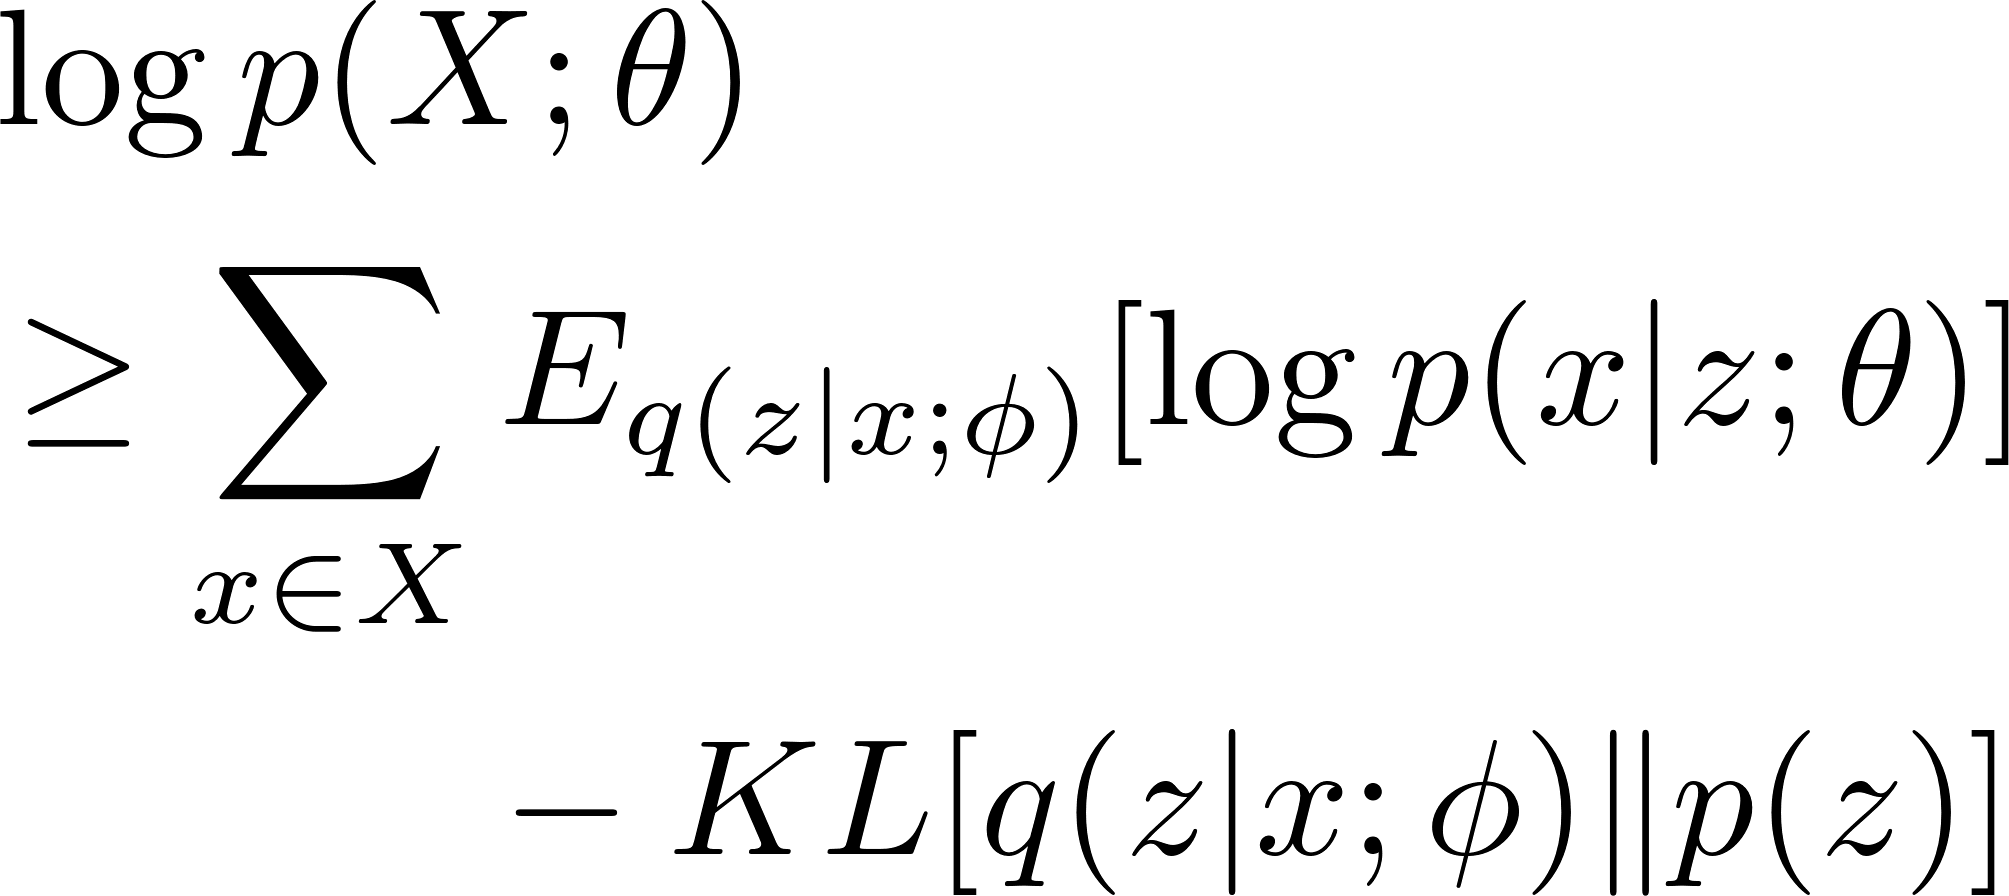 log p(X; θ)
≥ ∑_{x∈X} E_{q(z|x;ϕ)}[log p(x|z; θ)]
− KL[q(z|x; ϕ)∥p(z)]